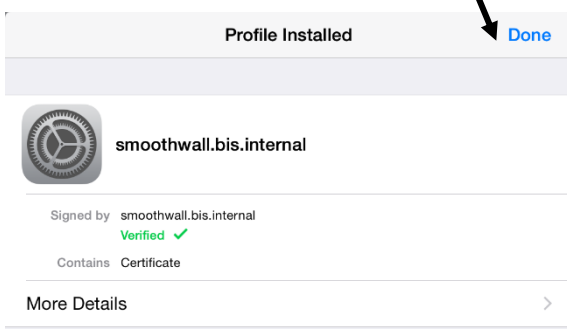 Profile Installed Done
smoothwall.bis.internal
Signed by smoothwall.bis.internal
Verified
Contains Certificate
More Details